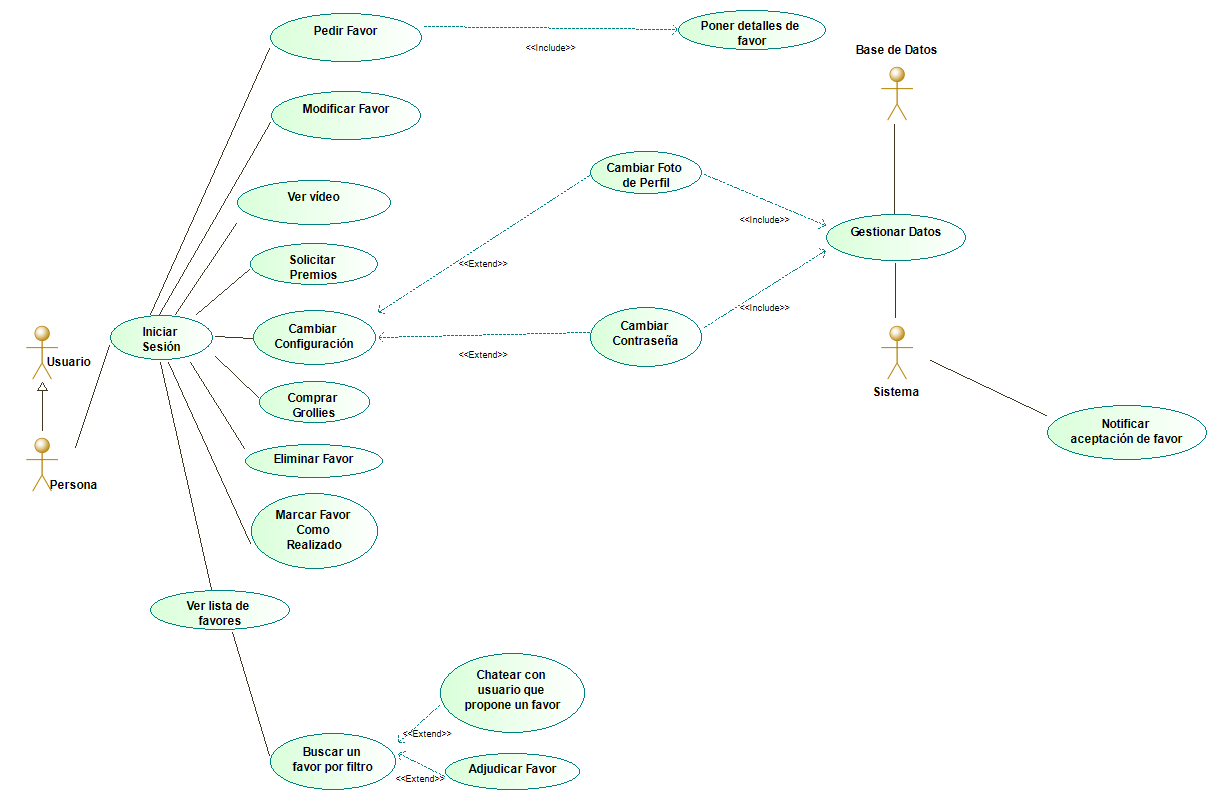 Pedir Favor
<<Include>>
Poner detalles de
favor
Base de Datos
Modificar Favor
Cambiar Foto
de Perfil
Ver vídeo
<<Include>>
Gestionar Datos
Solicitar
Premios
<<Extend>>
<<Include>>
Iniciar
Sesión
Cambiar
Configuración
<<Extend>>
Cambiar
Contraseña
Usuario
Sistema
Comprar
Grollies
Notificar
aceptación de favor
Eliminar Favor
Persona
Marcar Favor
Como
Realizado
Ver lista de
favores
Chatear con
usuario que
propone un favor
<<Extend>>
Buscar un
favor por filtro
<<Extend>>
Adjudicar Favor